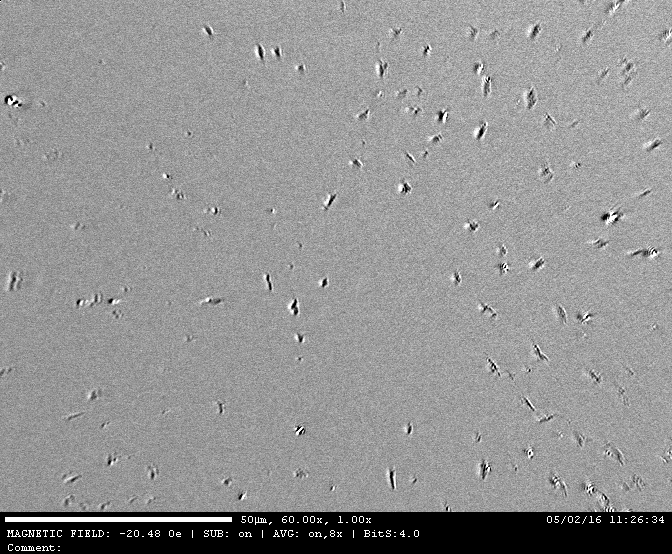 50µm, 60.00x, 1.00x 05/02/16 11:26:34
MAGNETIC FIELD: -20.48 Oe | SUB: on | AVG: on,8x | BitS:4.0
Comment: